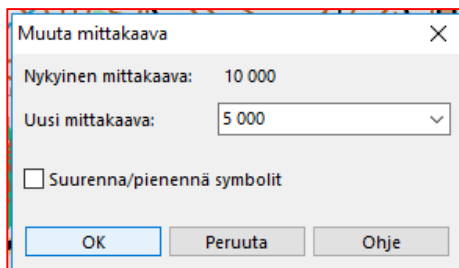 Muuta mittakaava
Nykyinen mittakaava: 10 000
Uusi mittakaava: 5 000
Suurenna/pienennä symbolit
OK Peruuta Ohje